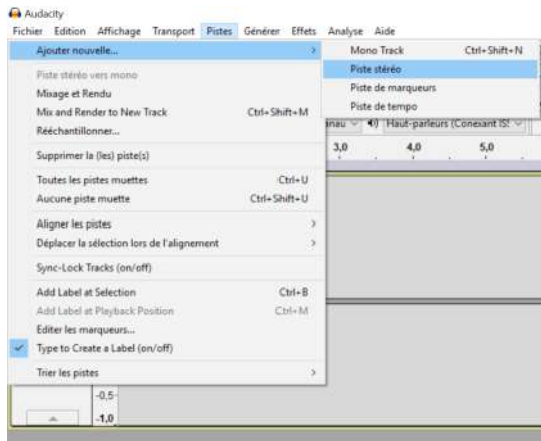 Audacity
Fichier Edition Affichage Transport Pistes Générer Effets Analyse Aide
Ajouter nouvelle... >
Mono Track Ctrl+Shift+N
Piste stéréo
Piste de marqueurs
Piste de tempo
Piste stéréo vers mono
Mixage et Rendu
Mix and Render to New Track Ctrl+Shift+M
Rééchantillonner...
Haut-parleurs (Conexant IS!
Supprimer la (les) piste(s)
3,0 4,0 5,0
Toutes les pistes muettes Ctrl+U
Aucune piste muette Ctrl+Shift+U
Aligner les pistes >
Déplacer la sélection lors de l'alignement >
Sync-Lock Tracks (on/off)
Add Label at Selection Ctrl+B
Add Label at Playback Position Ctrl+M
Editer les marqueurs...
Type to Create a Label (on/off)
Trier les pistes >
-0,5
-1,0